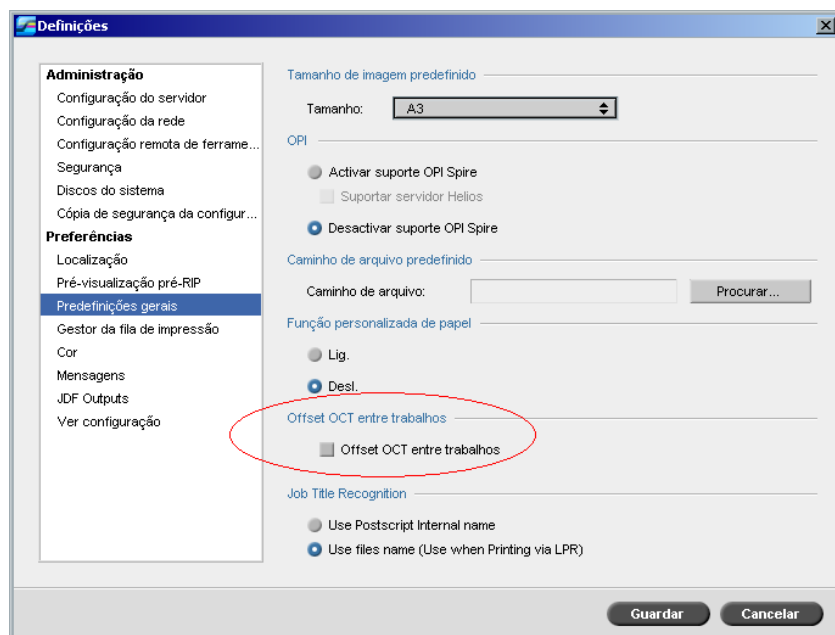 Definições
Administração
Configuração do servidor
Configuração da rede
Configuração remota de ferrame...
Segurança
Discos do sistema
Cópia de segurança da configur...
Preferências
Localização
Pré-visualização pré-RIP
Predefinições gerais
Gestor da fila de impressão
Cor
Mensagens
JDF Outputs
Ver configuração
Tamanho de imagem predefinido
Tamanho: A3
OPI
Activar suporte OPI Spire
Suportar servidor Helios
Desactivar suporte OPI Spire
Caminho de arquivo predefinido
Caminho de arquivo: Procurar...
Função personalizada de papel
Lig.
Desl.
Offset OCT entre trabalhos
Offset OCT entre trabalhos
Job Title Recognition
Use Postscript Internal name
Use files name (Use when Printing via LPR)
Guardar Cancelar